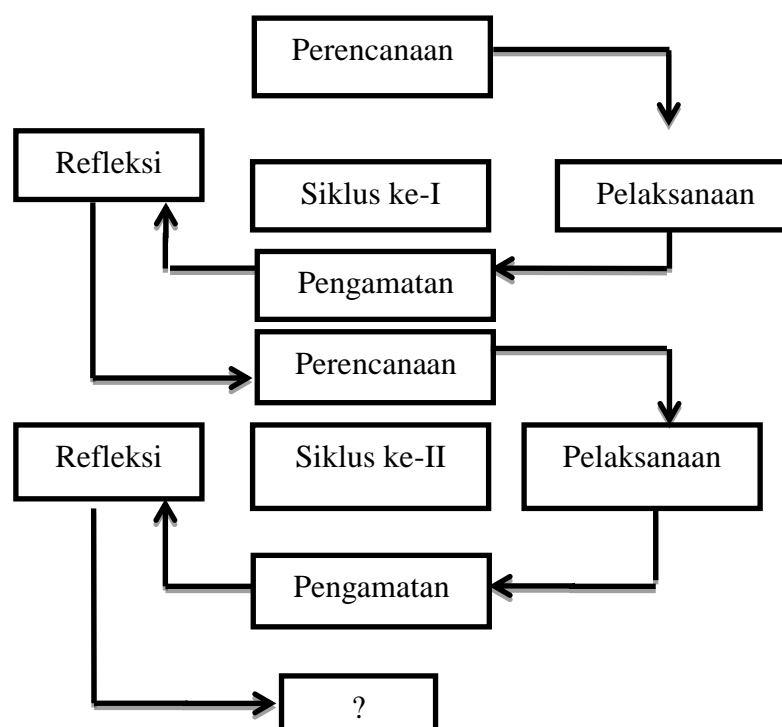 Perencanaan
Refleksi
Siklus ke-I
Pelaksanaan
Pengamatan
Perencanaan
Refleksi
Siklus ke-II
Pelaksanaan
Pengamatan
?